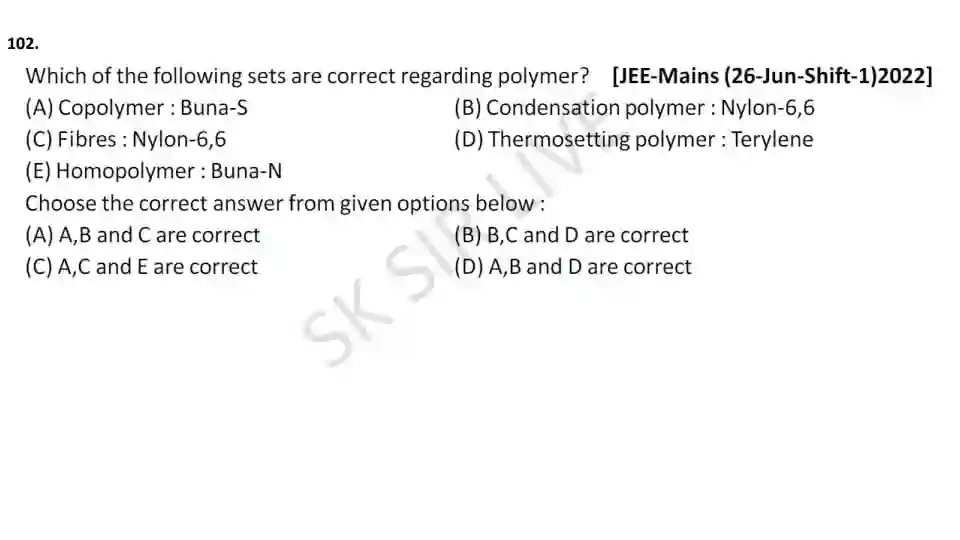 102.
Which of the following sets are correct regarding polymer? [JEE-Mains (26-Jun-Shift-1)2022]
(A) Copolymer : Buna-S (B) Condensation polymer : Nylon-6,6
(C) Fibres : Nylon-6,6 (D) Thermosetting polymer : Terylene
(E) Homopolymer : Buna-N
Choose the correct answer from given options below :
(A) A,B and C are correct (B) B,C and D are correct
(C) A,C and E are correct (D) A,B and D are correct
SK SIR LIVE